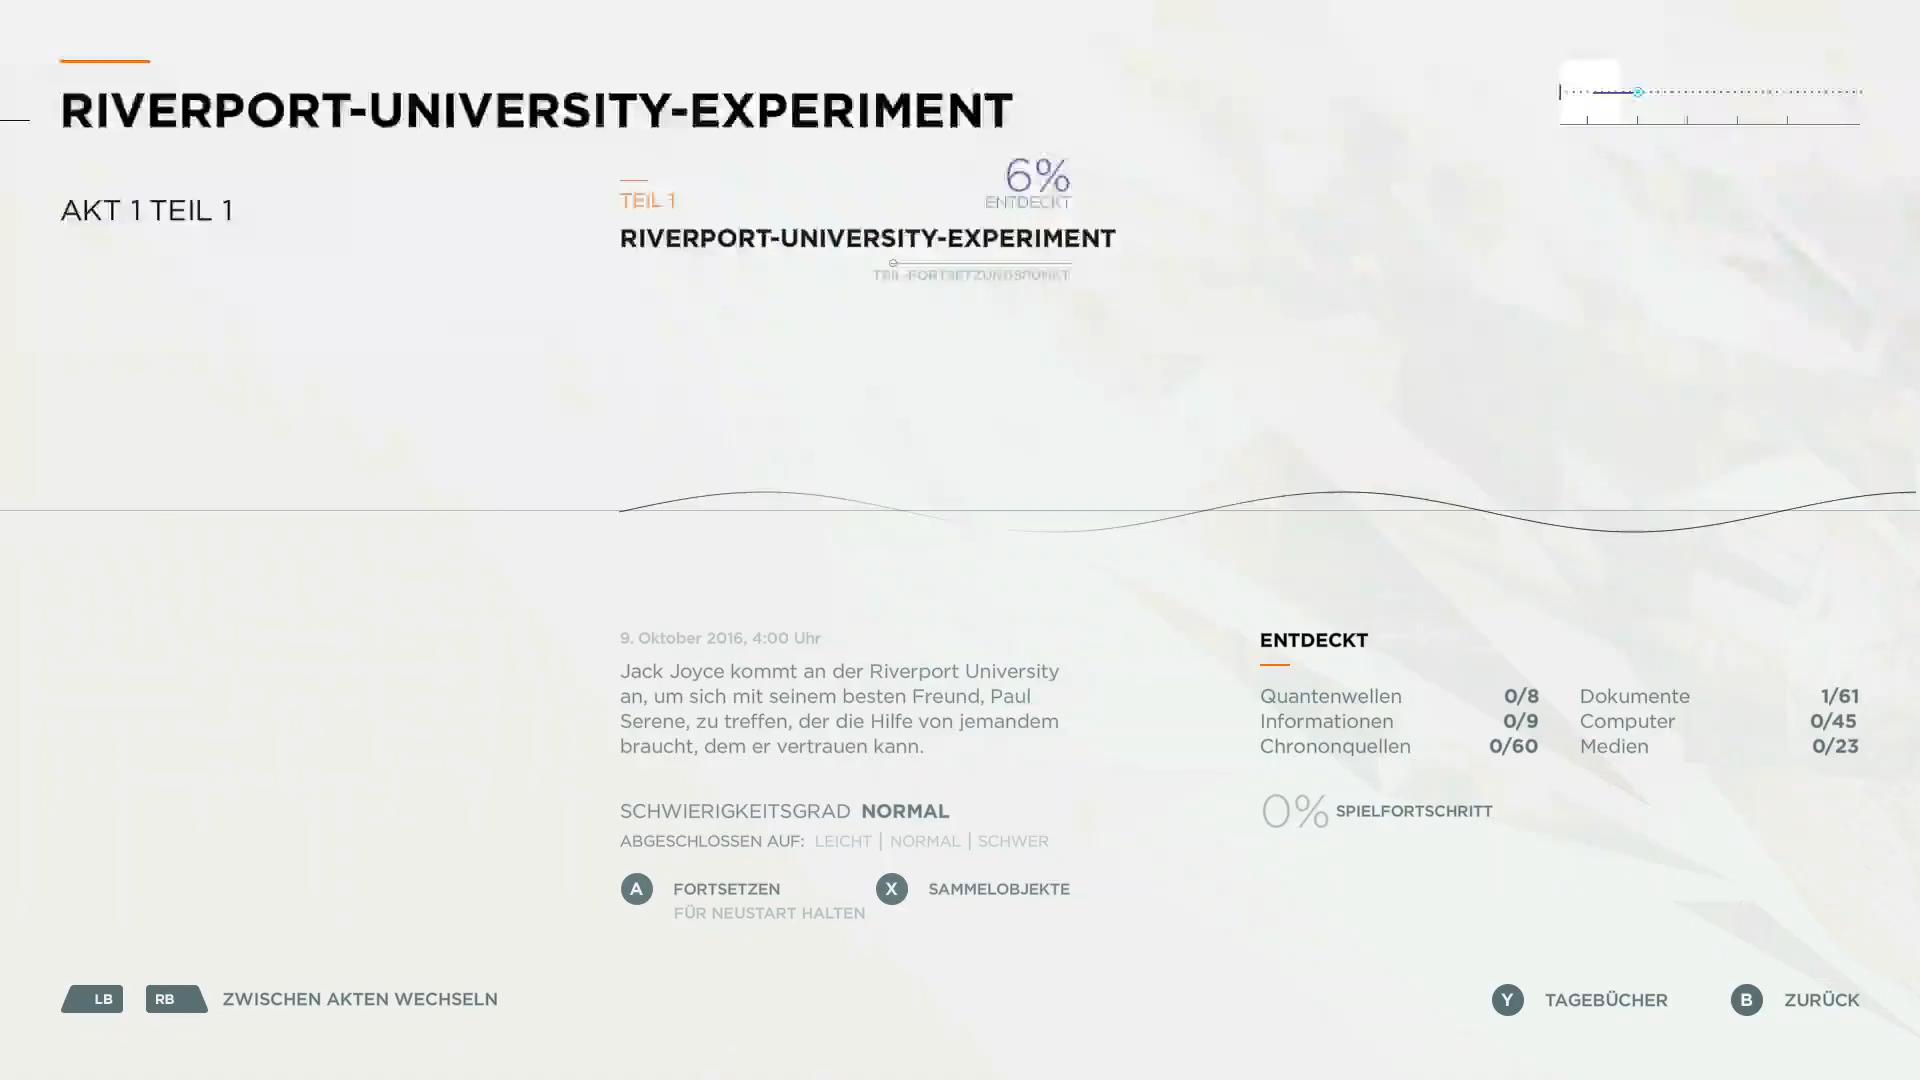 RIVERPORT-UNIVERSITY-EXPERIMENT
AKT 1 TEIL 1
TEIL 1
6%
ENTDECKT
RIVERPORT-UNIVERSITY-EXPERIMENT
TEIL-FORTSETZUNGSPUNKT
9. Oktober 2016, 4:00 Uhr
Jack Joyce kommt an der Riverport University
an, um sich mit seinem besten Freund, Paul
Serene, zu treffen, der die Hilfe von jemandem
braucht, dem er vertrauen kann.
SCHWIERIGKEITSGRAD NORMAL
ABGESCHLOSSEN AUF: LEICHT | NORMAL | SCHWER
A FORTSETZEN
FÜR NEUSTART HALTEN
X SAMMELOBJEKTE
ENTDECKT
Quantenwellen 0/8 Dokumente 1/61
Informationen 0/9 Computer 0/45
Chrononquellen 0/60 Medien 0/23
0% SPIELFORTSCHRITT
LB RB ZWISCHEN AKTEN WECHSELN
Y TAGEBÜCHER B ZURÜCK